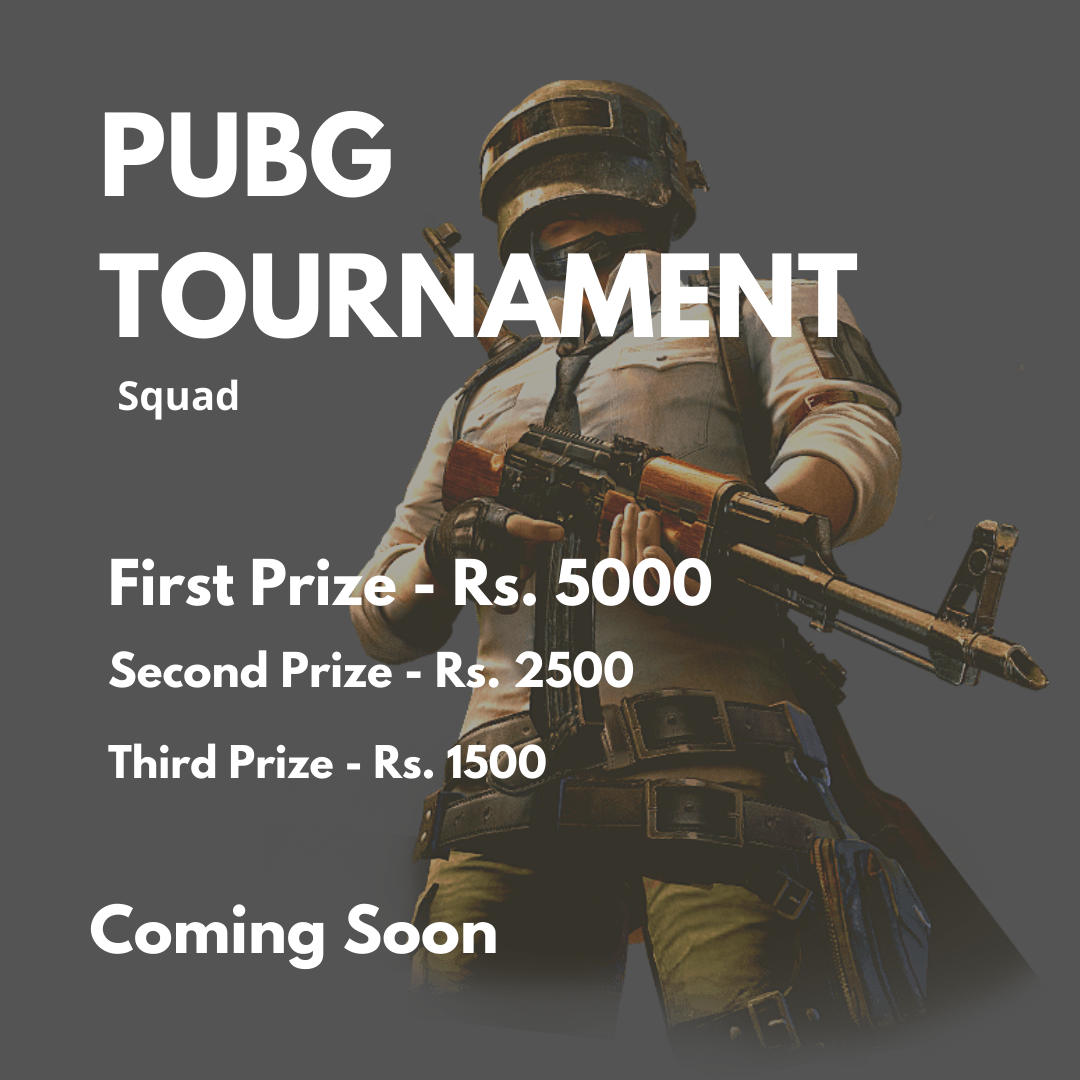 PUBG
TOURNAMENT
Squad
First Prize - Rs. 5000
Second Prize - Rs. 2500
Third Prize - Rs. 1500
Coming Soon